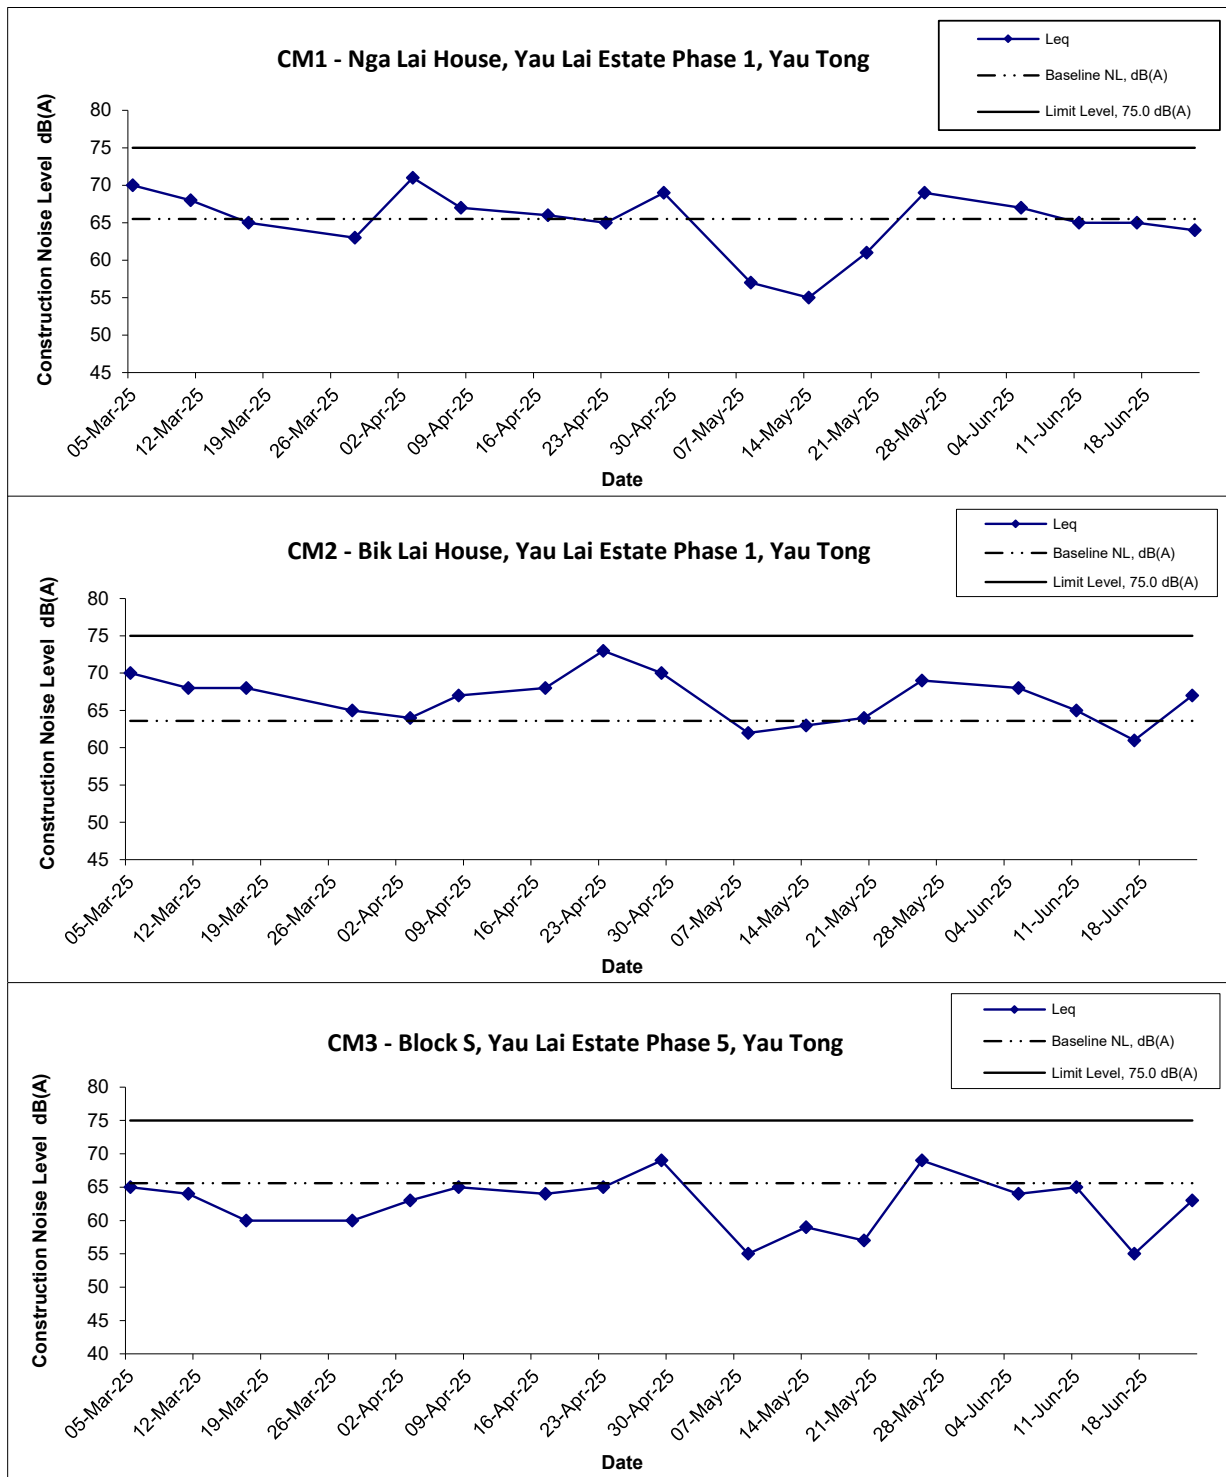 CM1 - Nga Lai House, Yau Lai Estate Phase 1, Yau Tong
Leq
Baseline NL, dB(A)
Limit Level, 75.0 dB(A)
Construction Noise Level dB(A)
80
75
70
65
60
55
50
45
05-Mar-25
12-Mar-25
19-Mar-25
26-Mar-25
02-Apr-25
09-Apr-25
16-Apr-25
23-Apr-25
30-Apr-25
07-May-25
14-May-25
21-May-25
28-May-25
04-Jun-25
11-Jun-25
18-Jun-25
Date
CM2 - Bik Lai House, Yau Lai Estate Phase 1, Yau Tong
Leq
Baseline NL, dB(A)
Limit Level, 75.0 dB(A)
Construction Noise Level dB(A)
80
75
70
65
60
55
50
45
05-Mar-25
12-Mar-25
19-Mar-25
26-Mar-25
02-Apr-25
09-Apr-25
16-Apr-25
23-Apr-25
30-Apr-25
07-May-25
14-May-25
21-May-25
28-May-25
04-Jun-25
11-Jun-25
18-Jun-25
Date
CM3 - Block S, Yau Lai Estate Phase 5, Yau Tong
Leq
Baseline NL, dB(A)
Limit Level, 75.0 dB(A)
Construction Noise Level dB(A)
80
75
70
65
60
55
50
45
40
05-Mar-25
12-Mar-25
19-Mar-25
26-Mar-25
02-Apr-25
09-Apr-25
16-Apr-25
23-Apr-25
30-Apr-25
07-May-25
14-May-25
21-May-25
28-May-25
04-Jun-25
11-Jun-25
18-Jun-25
Date